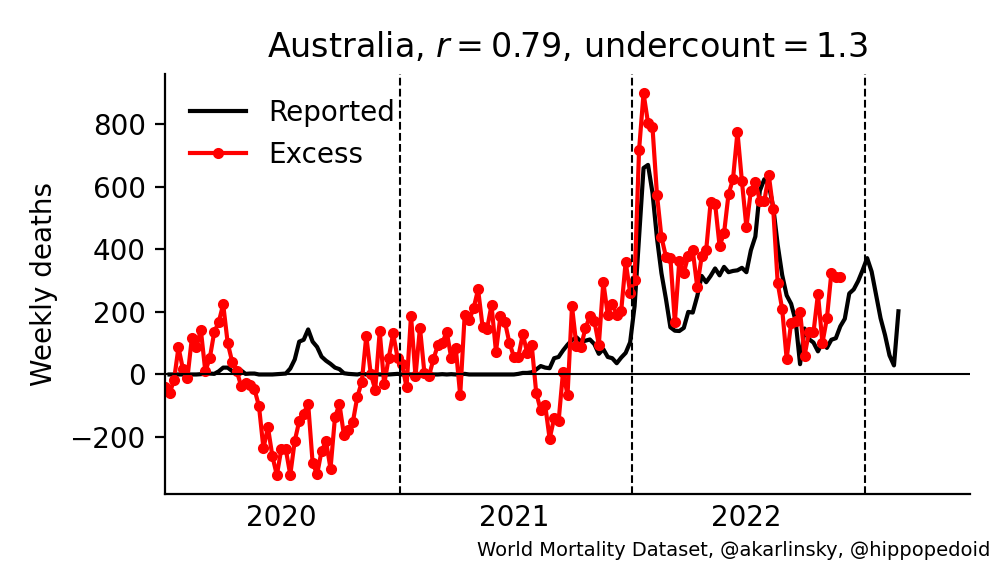 Australia, r = 0.79, undercount = 1.3
Reported
Excess
Weekly deaths
800
600
400
200
0
−200
2020 2021 2022
World Mortality Dataset, @akarlinsky, @hippopedoid